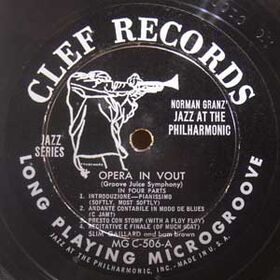 CLEF RECORDS
NORMAN GRANZ'
JAZZ AT THE
PHILHARMONIC
JAZZ
SERIES
OPERA IN VOUT
(Groove Juice Symphony)
IN FOUR PARTS
1 INTRODUZIONE—PIANISSIMO
(SOFTLY, MOST SOFTLY)
2 ANDANTE CONTABILE IN MODO DE BLUES
(C JAM?)
3 PRESTO CON STOMP (WITH A FLOY FLOY)
4 RECITATIVE E FINALE (OF MUCH SCAT)
SLIM GAILLARD and bam brown
MG C-506-A
LONG PLAYING MICROGROOVE
JAZZ AT THE PHILHARMONIC, INC. MADE IN U.S.A.